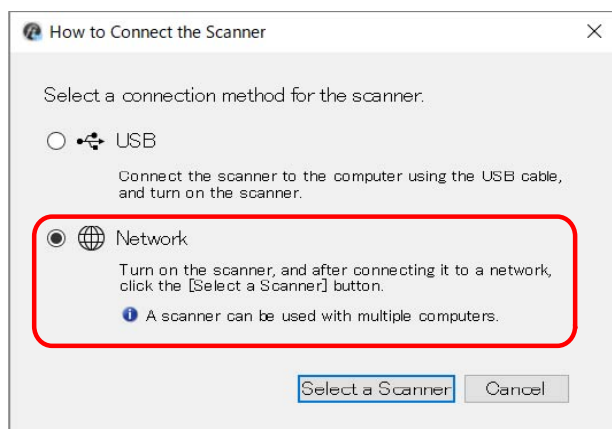 How to Connect the Scanner
Select a connection method for the scanner.
USB
Connect the scanner to the computer using the USB cable,
and turn on the scanner.
Network
Turn on the scanner, and after connecting it to a network,
click the [Select a Scanner] button.
A scanner can be used with multiple computers.
Select a Scanner Cancel